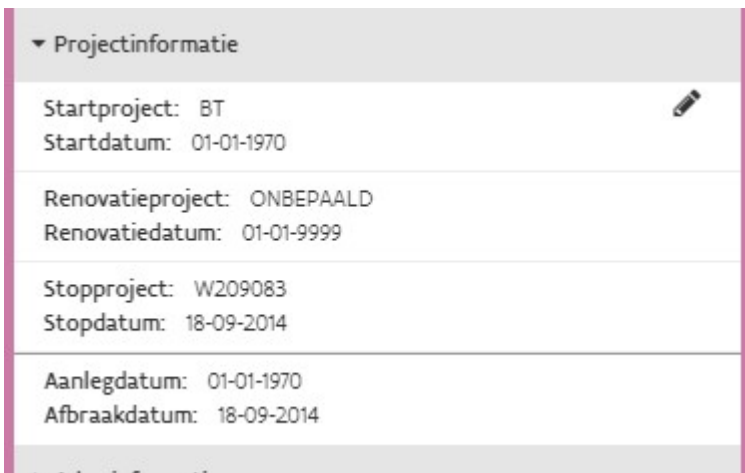 Projectinformatie
Startproject: BT
Startdatum: 01-01-1970
Renovatieproject: ONBEPAALD
Renovatiedatum: 01-01-9999
Stopproject: W209083
Stopdatum: 18-09-2014
Aanlegdatum: 01-01-1970
Afbraakdatum: 18-09-2014